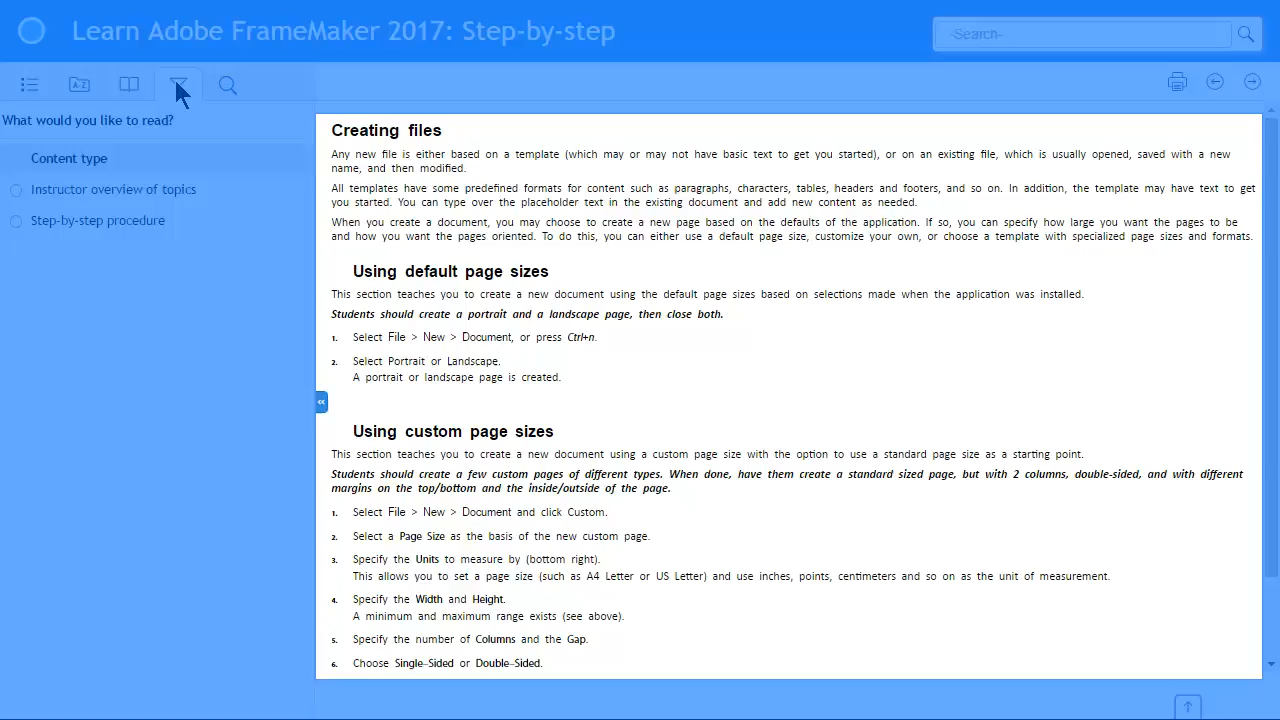 Learn Adobe FrameMaker 2017: Step-by-step
-Search-
A-Z
What would you like to read?
Content type
Instructor overview of topics
Step-by-step procedure
Creating files
Any new file is either based on a template (which may or may not have basic text to get you started), or on an existing file, which is usually opened, saved with a new
name, and then modified.
All templates have some predefined formats for content such as paragraphs, characters, tables, headers and footers, and so on. In addition, the template may have text to get
you started. You can type over the placeholder text in the existing document and add new content as needed.
When you create a document, you may choose to create a new page based on the defaults of the application. If so, you can specify how large you want the pages to be
and how you want the pages oriented. To do this, you can either use a default page size, customize your own, or choose a template with specialized page sizes and formats.
Using default page sizes
This section teaches you to create a new document using the default page sizes based on selections made when the application was installed.
Students should create a portrait and a landscape page, then close both.
1. Select File > New > Document, or press Ctrl+n.
2. Select Portrait or Landscape.
A portrait or landscape page is created.
«
Using custom page sizes
This section teaches you to create a new document using a custom page size with the option to use a standard page size as a starting point.
Students should create a few custom pages of different types. When done, have them create a standard sized page, but with 2 columns, double-sided, and with different
margins on the top/bottom and the inside/outside of the page.
1. Select File > New > Document and click Custom.
2. Select a Page Size as the basis of the new custom page.
3. Specify the Units to measure by (bottom right).
This allows you to set a page size (such as A4 Letter or US Letter) and use inches, points, centimeters and so on as the unit of measurement.
4. Specify the Width and Height.
A minimum and maximum range exists (see above).
5. Specify the number of Columns and the Gap.
6. Choose Single-Sided or Double-Sided.